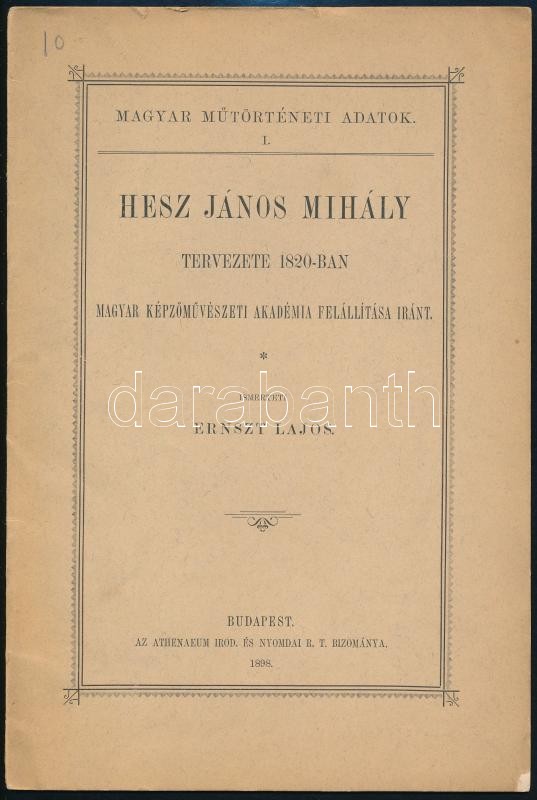 10
MAGYAR MŰTÖRTÉNETI ADATOK.
I.
HESZ JÁNOS MIHÁLY
TERVEZETE 1820-BAN
MAGYAR KÉPZŐMŰVÉSZETI AKADÉMIA FELÁLLÍTÁSA IRÁNT.
*
ISMERTETI
darabanth
ERNSZT LAJOS.
BUDAPEST.
AZ ATHENAEUM IROD. ÉS NYOMDAI R. T. BIZOMÁNYA.
1898.